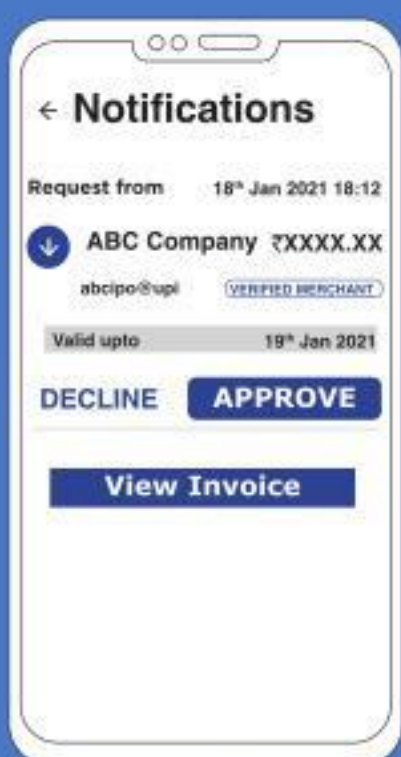 ← Notifications
Request from 18th Jan 2021 18:12
ABC Company ₹XXXX.XX
abcipo@upi VERIFIED MERCHANT
Valid upto 19th Jan 2021
DECLINE APPROVE
View Invoice